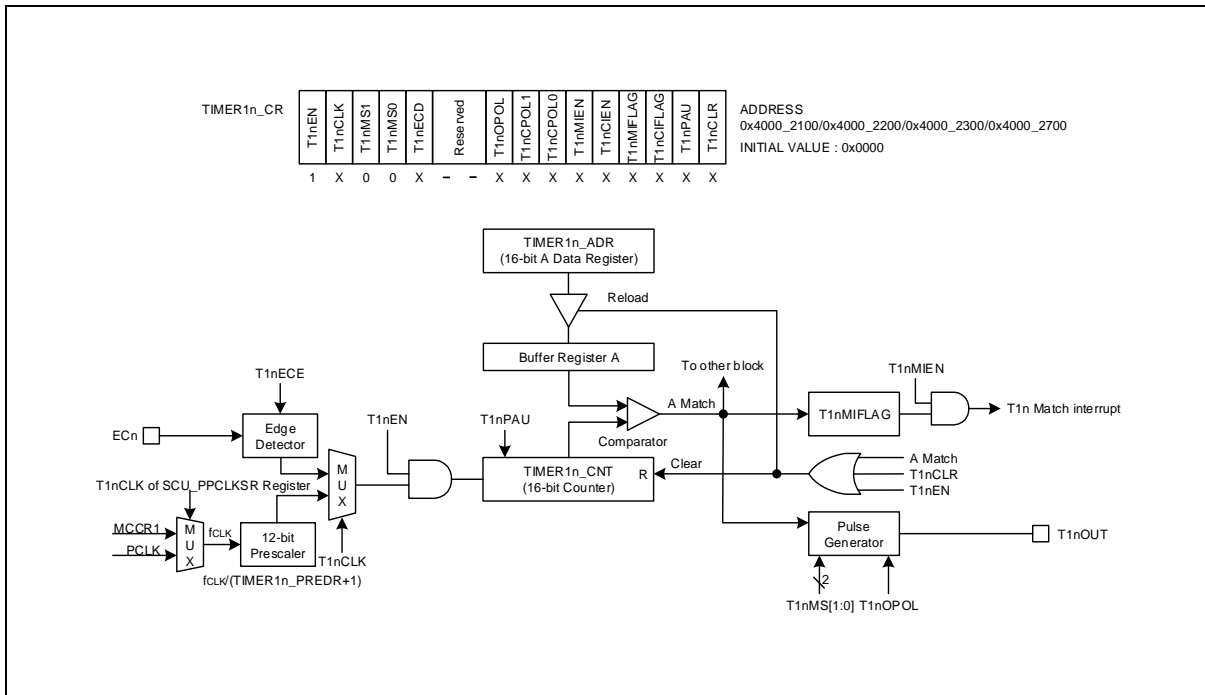 TIMER1n_CR
T1nEN
T1nCLK
T1nMS1
T1nMS0
T1nECD
Reserved
T1nOPOL
T1nCPOL1
T1nCPOL0
T1nMIEN
T1nCIEN
T1nMIFLAG
T1nCIFLAG
T1nPAU
T1nCLR
1 X 0 0 X – – X X X X X X X X X
ADDRESS
0x4000_2100/0x4000_2200/0x4000_2300/0x4000_2700
INITIAL VALUE : 0x0000
TIMER1n_ADR
(16-bit A Data Register)
Reload
Buffer Register A
To other block
T1nMIEN
T1nECE
T1nEN
T1nPAU
A Match
T1nMIFLAG
T1n Match interrupt
ECn
Edge
Detector
Comparator
MUX
TIMER1n_CNT
(16-bit Counter)
R
Clear
A Match
T1nCLR
T1nEN
T1nCLK of SCU_PPCLKSR Register
MCCR1
PCLK
MUX
fCLK
12-bit
Prescaler
T1nCLK
fCLK/(TIMER1n_PREDR+1)
Pulse
Generator
T1nOUT
2
T1nMS[1:0]
T1nOPOL